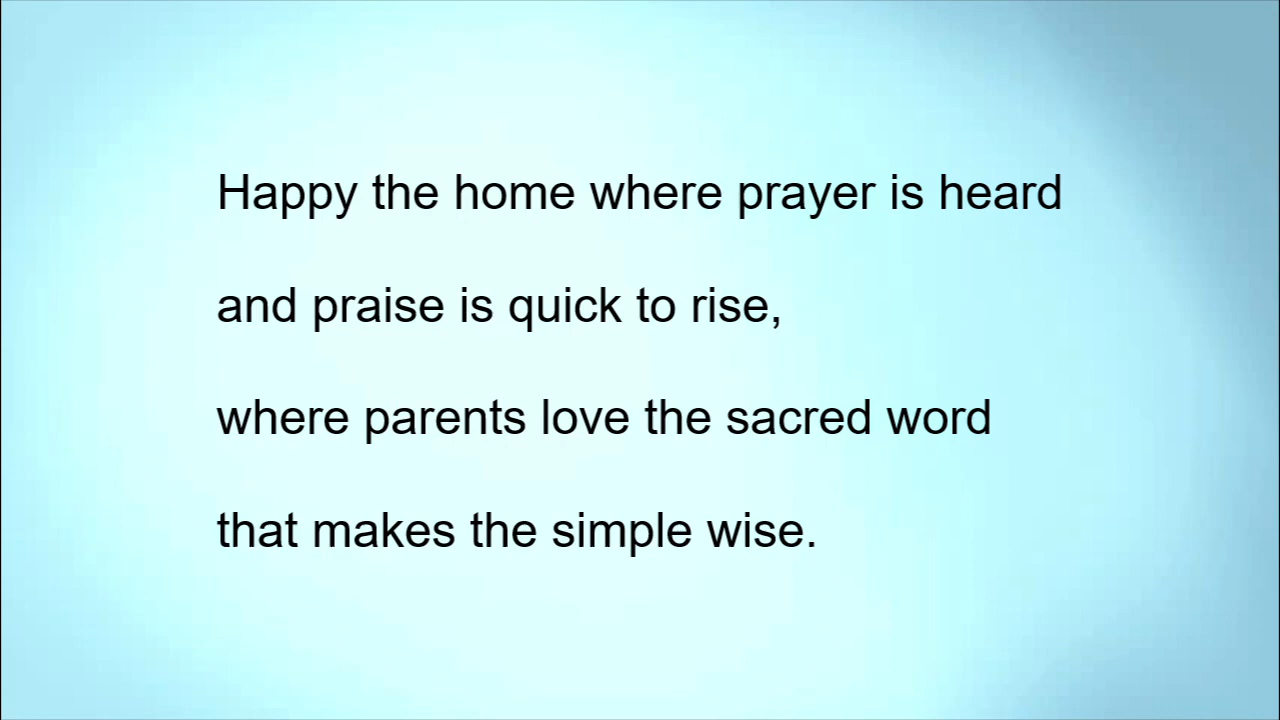 Happy the home where prayer is heard
and praise is quick to rise,
where parents love the sacred word
that makes the simple wise.